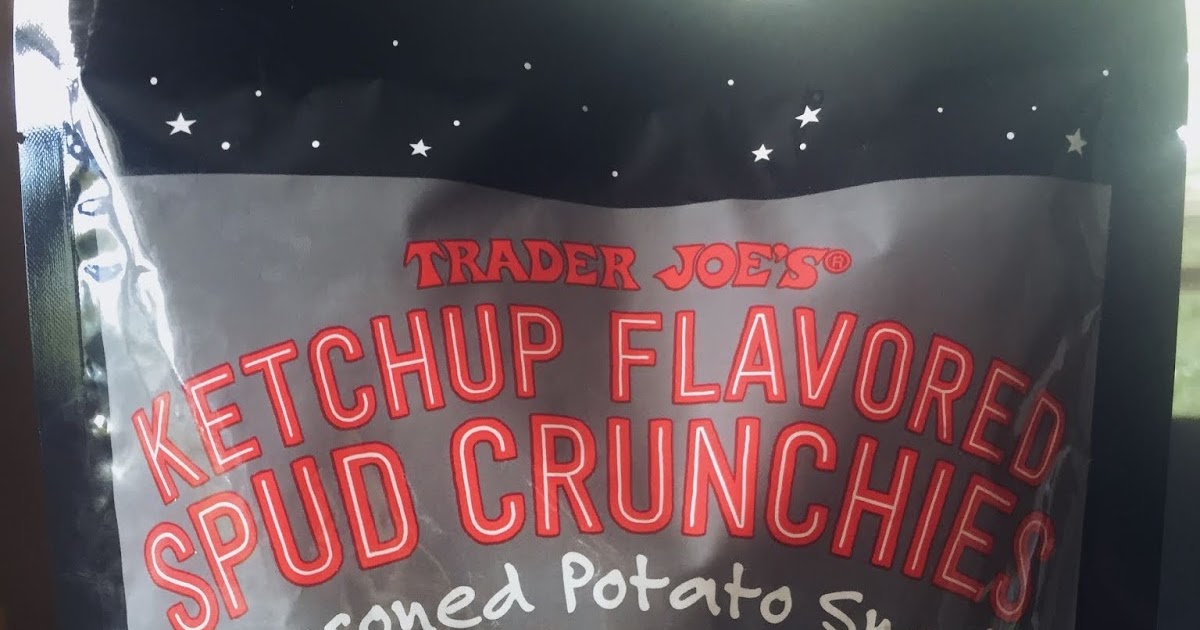 TRADER JOE'S®
KETCHUP FLAVORED
SPUD CRUNCHIES
Potato